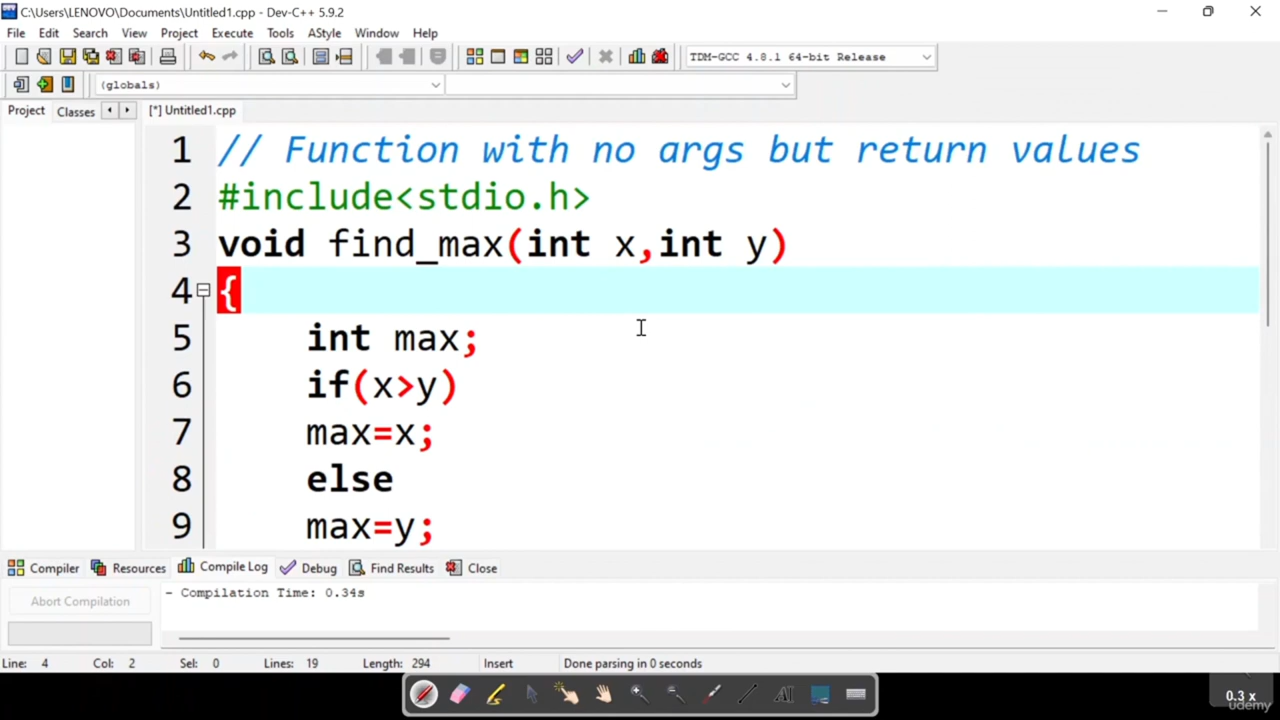 C:\Users\LENOVO\Documents\Untitled1.cpp - Dev-C++ 5.9.2
File Edit Search View Project Execute Tools AStyle Window Help
TDM-GCC 4.8.1 64-bit Release
(globals)
Project Classes [*] Untitled1.cpp
1 // Function with no args but return values
2 #include<stdio.h>
3 void find_max(int x,int y)
4 {
5 int max;
6 if(x>y)
7 max=x;
8 else
9 max=y;
Compiler Resources Compile Log Debug Find Results Close
Abort Compilation
- Compilation Time: 0.34s
Line: 4 Col: 2 Sel: 0 Lines: 19 Length: 294 Insert Done parsing in 0 seconds
AI
0.3 x
udemy